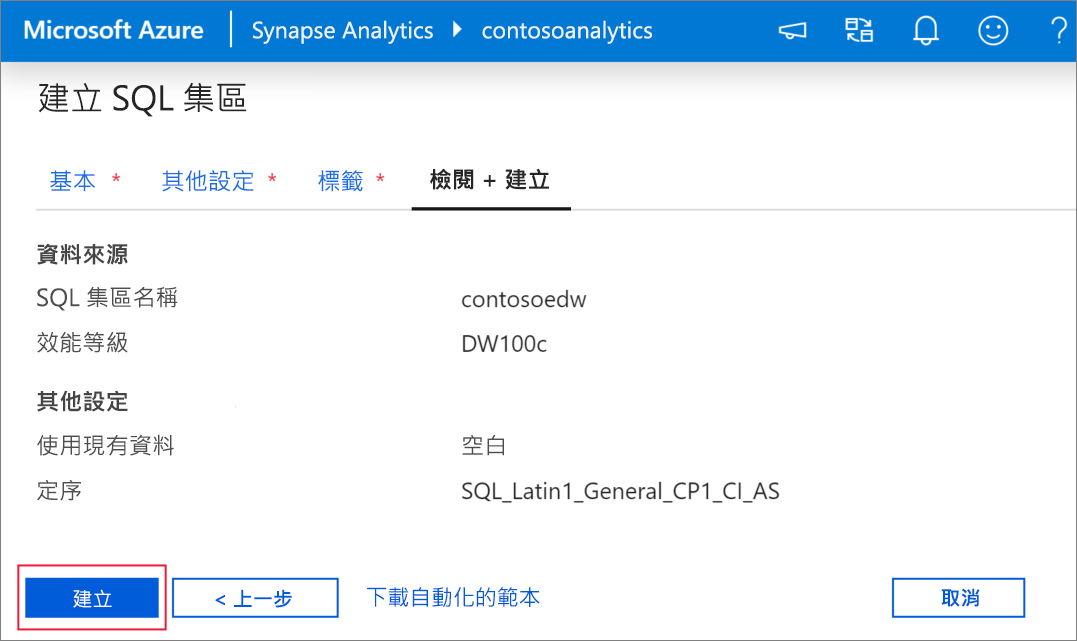 Microsoft Azure Synapse Analytics contosoanalytics ?
建立 SQL 集區
基本 * 其他設定 * 標籤 * 檢閱 + 建立
資料來源
SQL 集區名稱 contosoedw
效能等級 DW100c
其他設定
使用現有資料 空白
定序 SQL_Latin1_General_CP1_CI_AS
建立 < 上一步 下載自動化的範本 取消